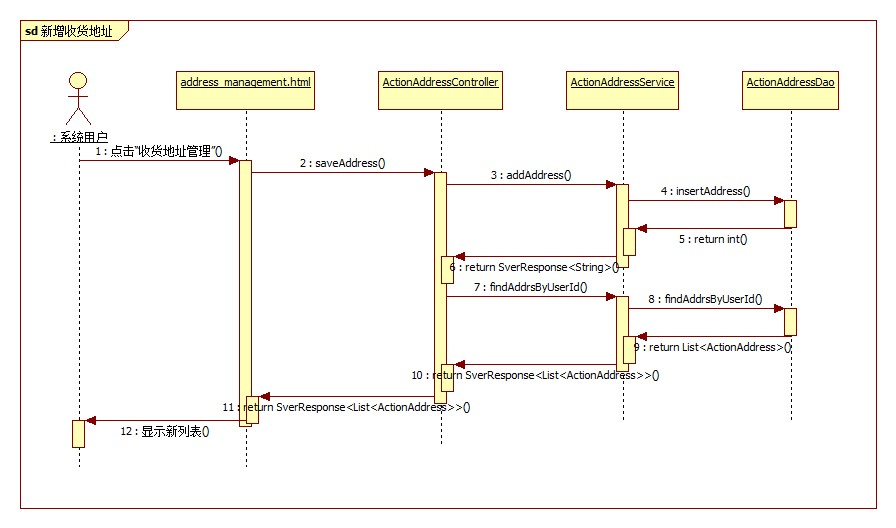 sd 新增收货地址
address_management.html
ActionAddressController
ActionAddressService
ActionAddressDao
: 系统用户
1 : 点击“收货地址管理”()
2 : saveAddress()
3 : addAddress()
4 : insertAddress()
5 : return int()
6 : return SverResponse<String>()
7 : findAddrsByUserId()
8 : findAddrsByUserId()
9 : return List<ActionAddress>()
10 : return SverResponse<List<ActionAddress>>()
11 : return SverResponse<List<ActionAddress>>()
12 : 显示新列表()